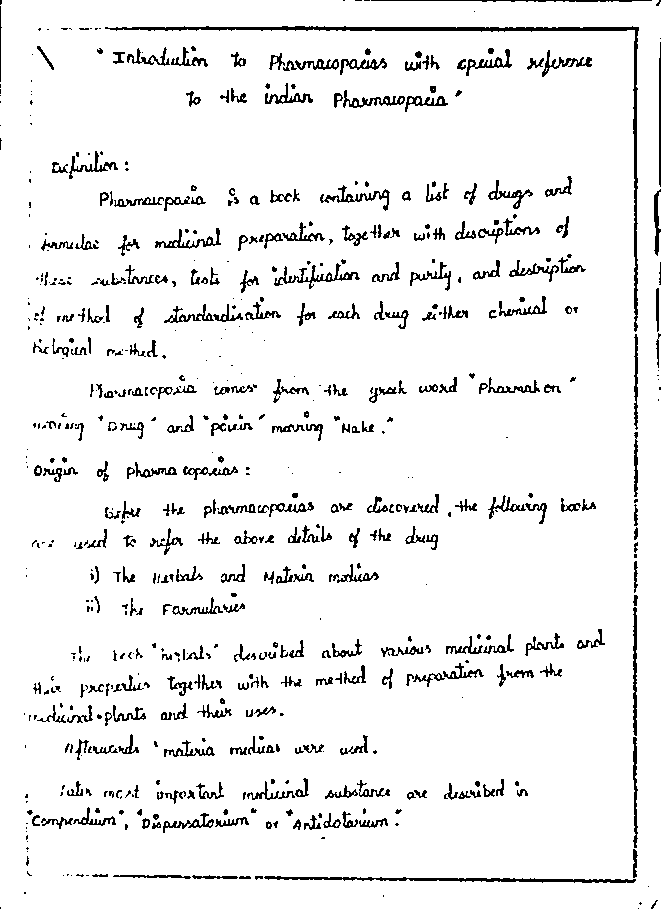 "Introduction to Pharmacopaeias with special reference
to the indian Pharmacopaeia"
Definition:
Pharmacopaeia is a book containing a list of drugs and
formulae for medicinal preparation, together with descriptions of
these substances, tests for identification and purity, and description
of method of standardisation for each drug either chemical or
biological method.
Pharmacopoeia comes from the greek word "Pharmakon"
meaning "Drug" and "poiein" meaning "Make."
Origin of pharmacopoeias:
Before the pharmacopaeias are discovered, the following books
are used to refer the above details of the drug
i) The Herbals and Materia medicas
ii) The Formularies
The book "herbals" described about various medicinal plants and
their properties together with the method of preparation from the
medicinal-plants and their uses.
Afterwards "materia medicas were used.
Later most important medicinal substance are described in
"Compendium", "Dispensatorium" or "Antidotarium".